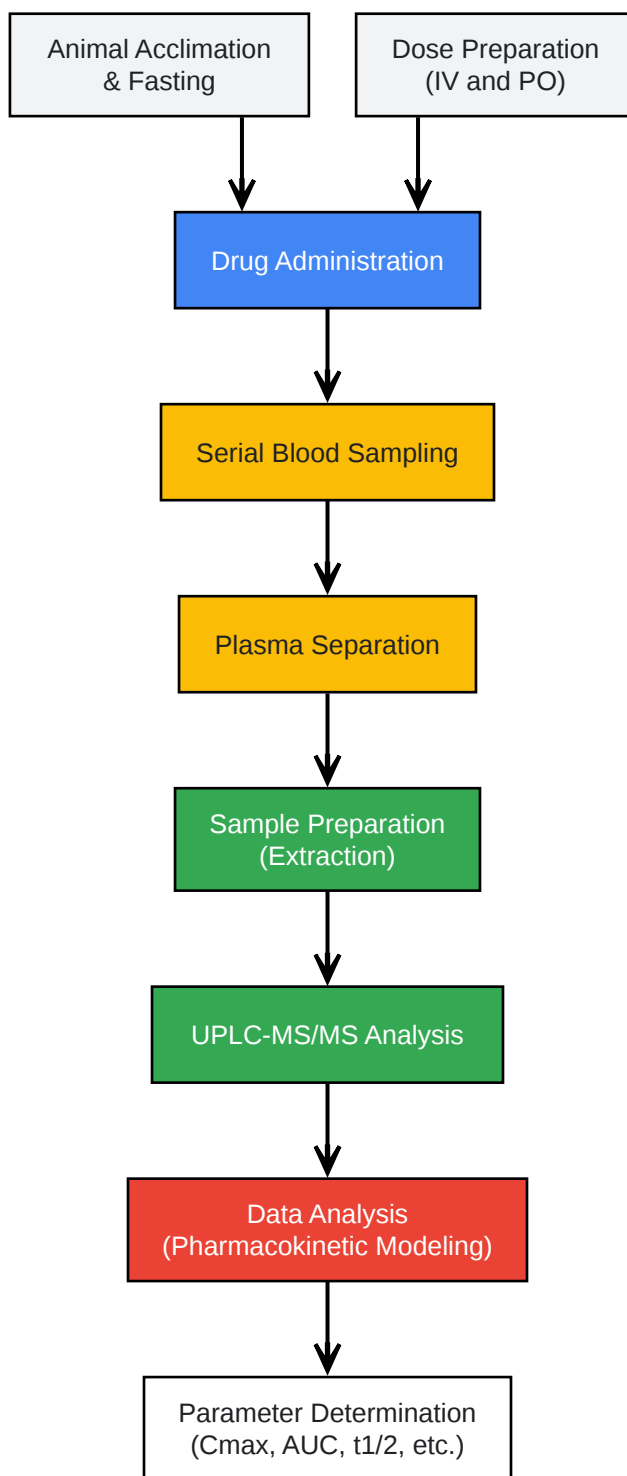 Animal Acclimation
& Fasting
Dose Preparation
(IV and PO)
Drug Administration
Serial Blood Sampling
Plasma Separation
Sample Preparation
(Extraction)
UPLC-MS/MS Analysis
Data Analysis
(Pharmacokinetic Modeling)
Parameter Determination
(Cmax, AUC, t1/2, etc.)